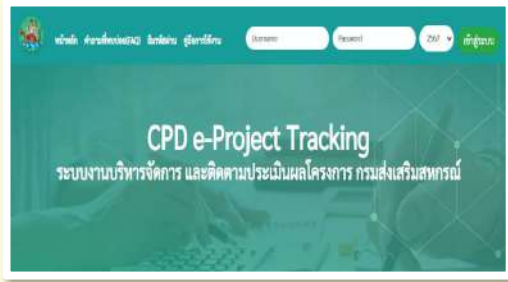 หน้าหลัก คำถามที่พบบ่อย(FAQ) ลืมรหัสผ่าน คู่มือการใช้งาน Username Password 2567 เข้าสู่ระบบ
CPD e-Project Tracking
ระบบงานบริหารจัดการ และติดตามประเมินผลโครงการ กรมส่งเสริมสหกรณ์